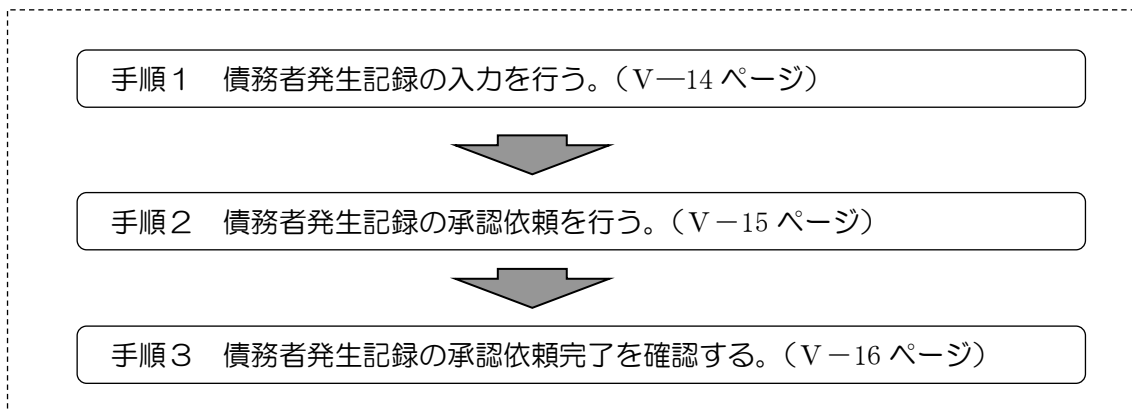 手順１　債務者発生記録の入力を行う。（Ⅴ―14 ページ）
手順２　債務者発生記録の承認依頼を行う。（Ⅴ－15 ページ）
手順３　債務者発生記録の承認依頼完了を確認する。（Ⅴ－16 ページ）